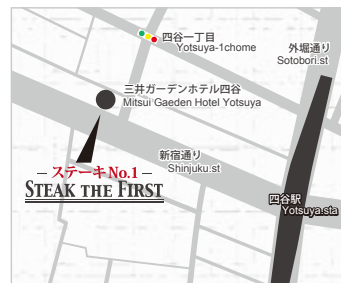 四谷一丁目
Yotsuya-1chome
外堀通り
Sotobori.st
三井ガーデンホテル四谷
Mitsui Gaeden Hotel Yotsuya
新宿通り
Shinjuku.st
ステーキ No.1
STEAK THE FIRST
四谷駅
Yotsuya.sta